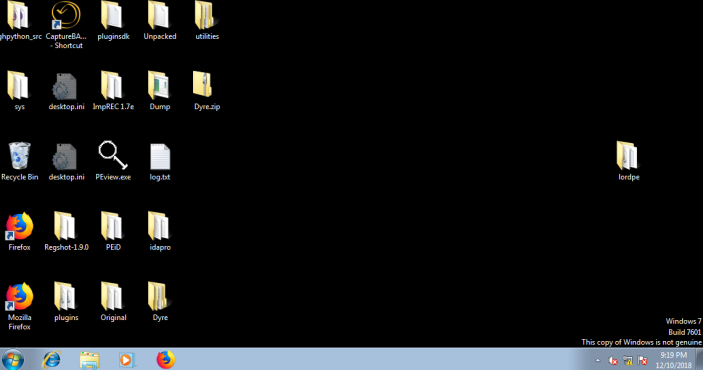 ghpython_src
CaptureBA...
- Shortcut
pluginsdk
Unpacked
utilities
sys
desktop.ini
ImpREC 1.7e
Dump
Dyre.zip
Recycle Bin
desktop.ini
PEview.exe
log.txt
lordpe
Firefox
Regshot-1.9.0
PEiD
idapro
Mozilla
Firefox
plugins
Original
Dyre
Windows 7
Build 7601
This copy of Windows is not genuine
9:19 PM
12/10/2018